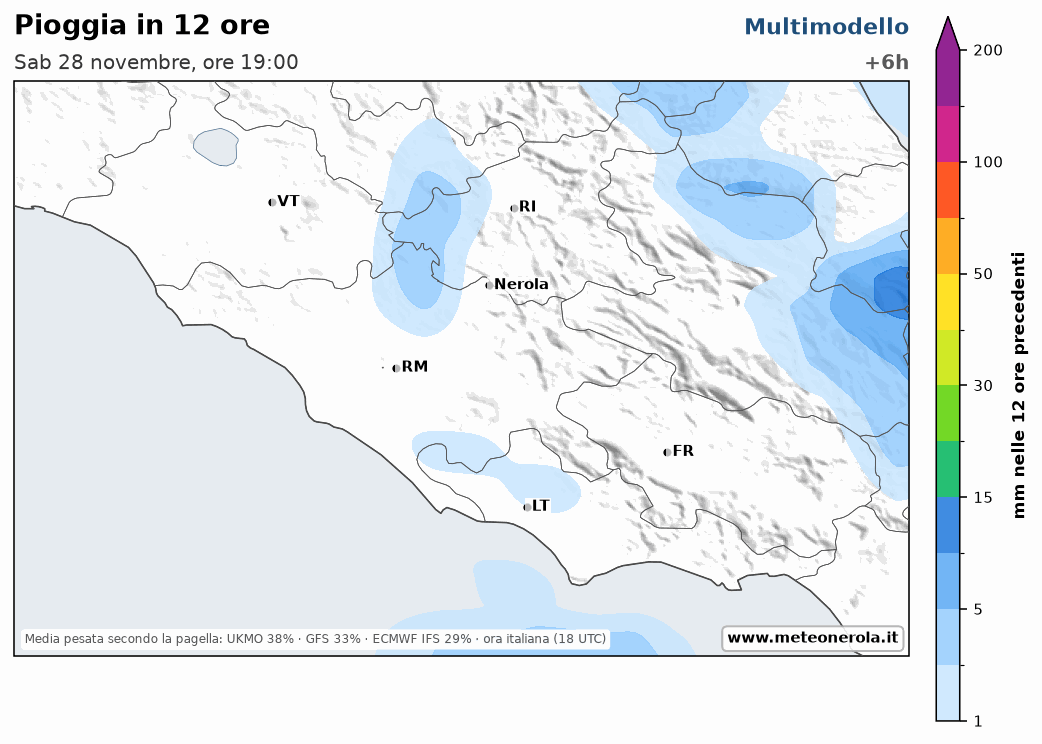 Pioggia in 12 ore
Multimodello
Sab 28 novembre, ore 19:00
+6h
VT
RI
Nerola
RM
FR
LT
Media pesata secondo la pagella: UKMO 38% · GFS 33% · ECMWF IFS 29% · ora italiana (18 UTC)
www.meteonerola.it
200
100
50
30
15
5
1
mm nelle 12 ore precedenti